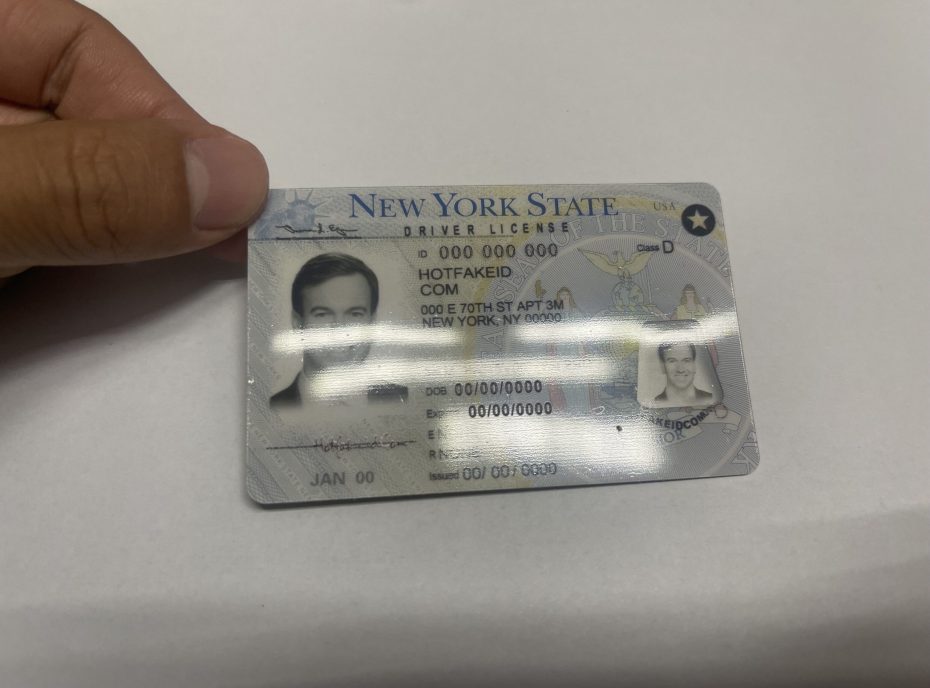 NEW YORK STATE
USA
DRIVER LICENSE
ID 000 000 000
Class D
HOTFAKEID
COM
000 E 70TH ST APT 3M
NEW YORK, NY 00000
DOB 00/00/0000
00/00/0000
E
R NONE
Issued 00/00/0000
JAN 00